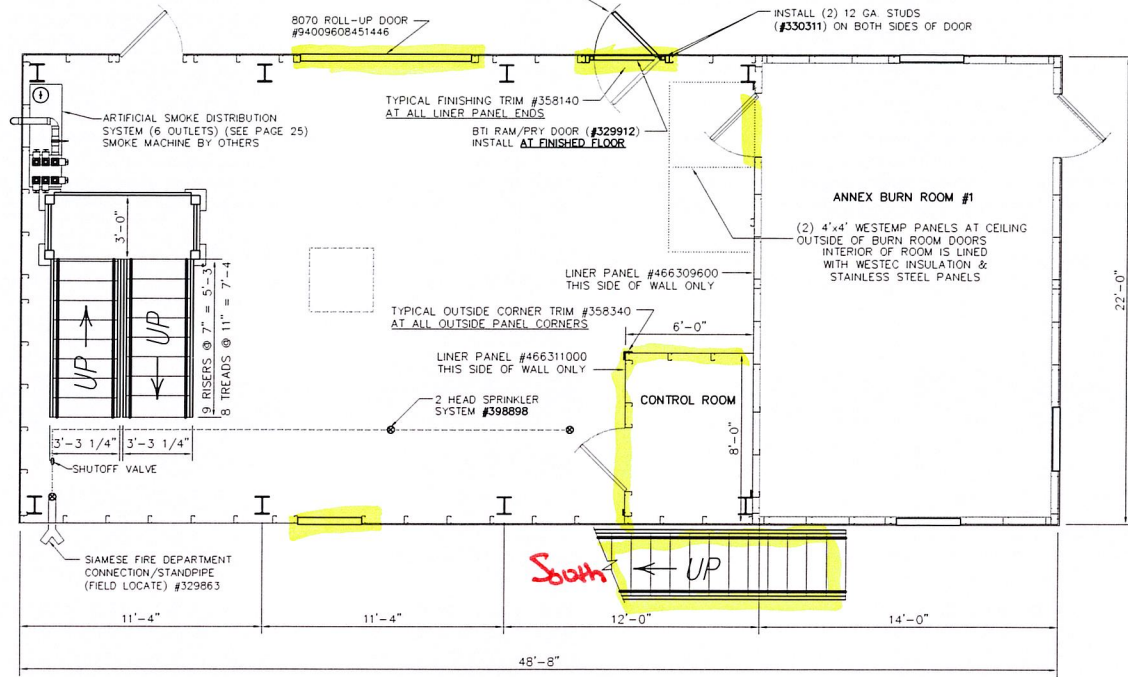 8070 ROLL-UP DOOR
#94009608451446
INSTALL (2) 12 GA. STUDS
(#330311) ON BOTH SIDES OF DOOR
TYPICAL FINISHING TRIM #358140
AT ALL LINER PANEL ENDS
BTI RAM/PRY DOOR (#329912)
INSTALL AT FINISHED FLOOR
ARTIFICIAL SMOKE DISTRIBUTION
SYSTEM (6 OUTLETS) (SEE PAGE 25)
SMOKE MACHINE BY OTHERS
ANNEX BURN ROOM #1
(2) 4'x4' WESTEMP PANELS AT CEILING
OUTSIDE OF BURN ROOM DOORS
INTERIOR OF ROOM IS LINED
WITH WESTEC INSULATION &
STAINLESS STEEL PANELS
3'-0"
LINER PANEL #466309600
THIS SIDE OF WALL ONLY
22'-0"
TYPICAL OUTSIDE CORNER TRIM #358340
AT ALL OUTSIDE PANEL CORNERS
6'-0"
UP
UP
9 RISERS @ 7" = 5'-3
8 TREADS @ 11" = 7'-4
LINER PANEL #466311000
THIS SIDE OF WALL ONLY
CONTROL ROOM
8'-0"
2 HEAD SPRINKLER
SYSTEM #398898
3'-3 1/4"
3'-3 1/4"
SHUTOFF VALVE
SIAMESE FIRE DEPARTMENT
CONNECTION/STANDPIPE
(FIELD LOCATE) #329863
South
UP
11'-4"
11'-4"
12'-0"
14'-0"
48'-8"